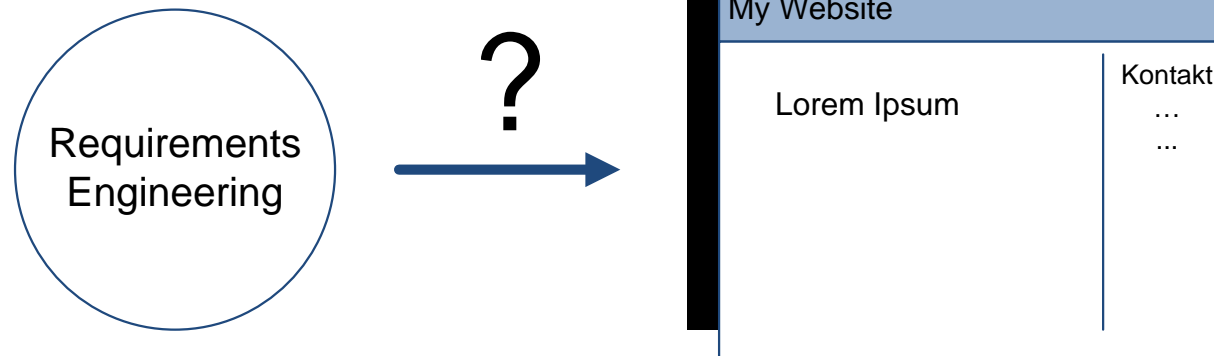 Requirements
Engineering
?
My Website
Lorem Ipsum
Kontakt
…
...